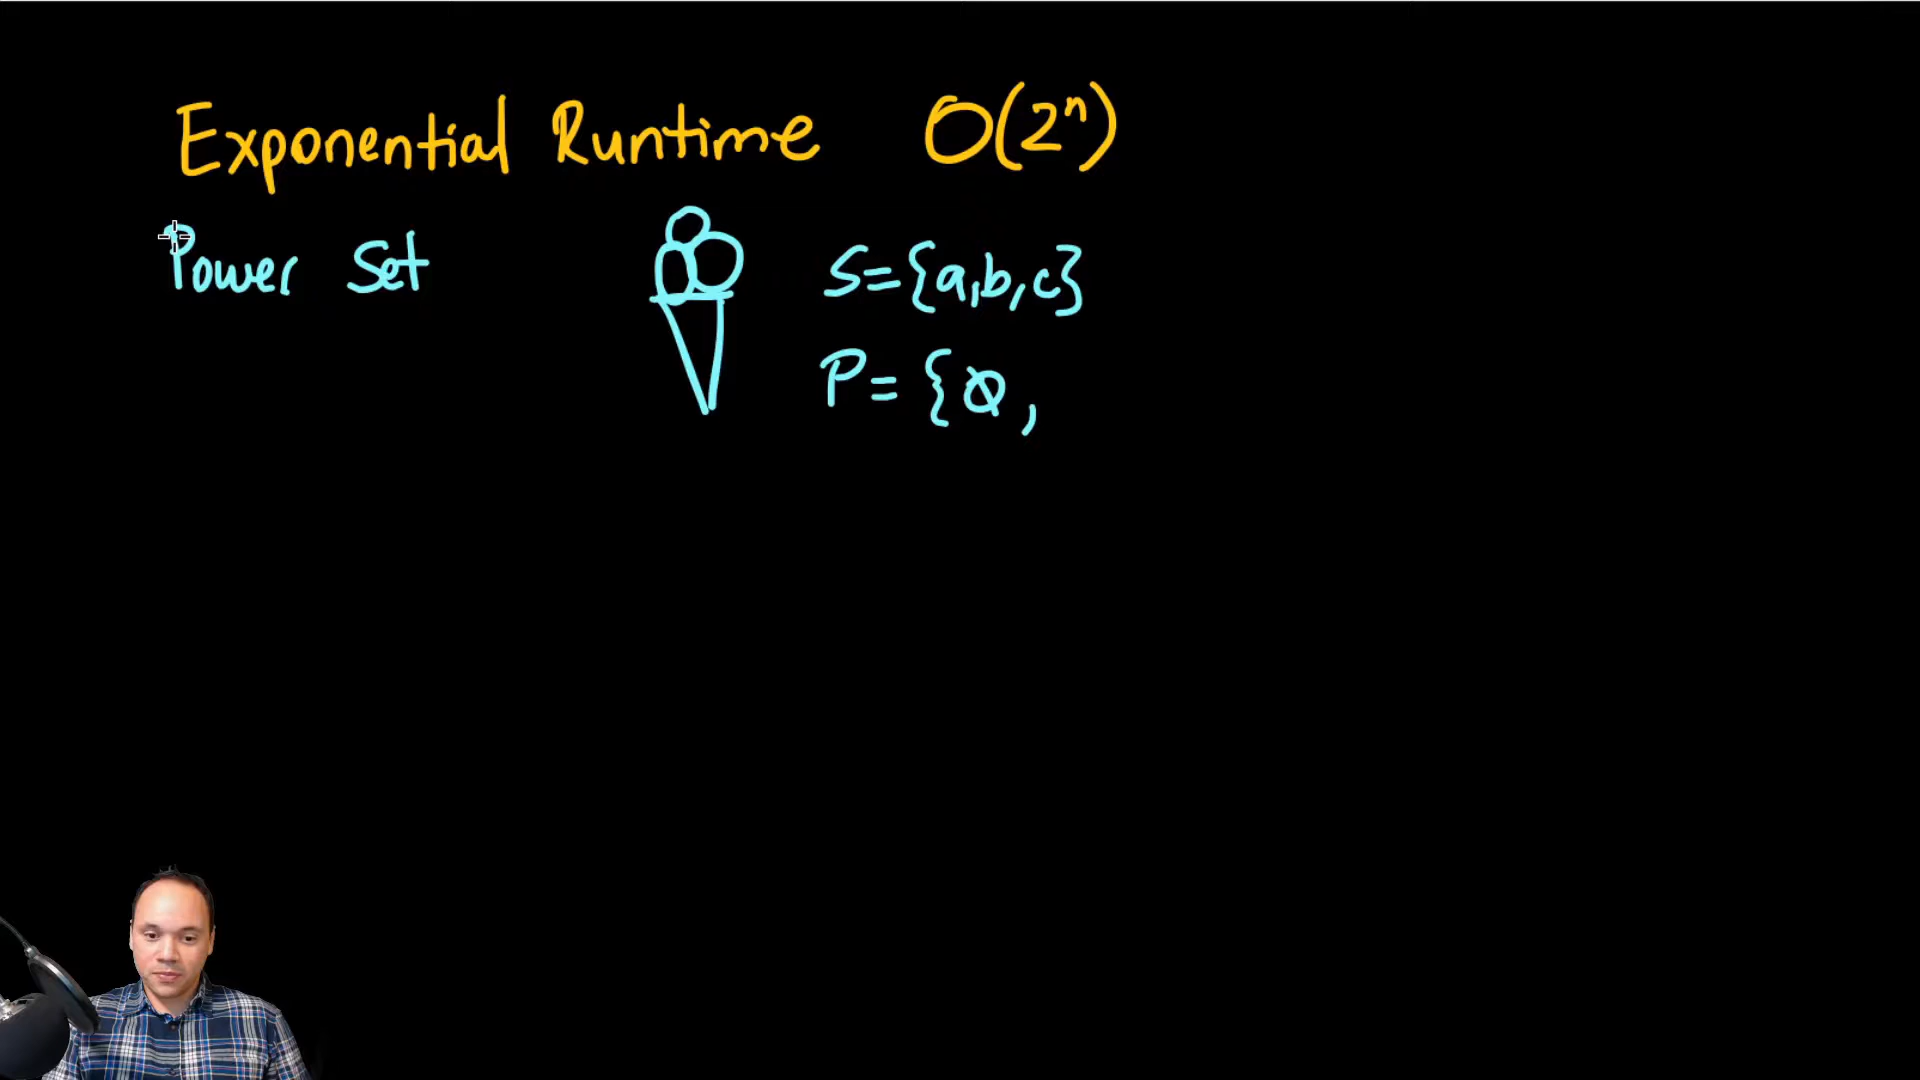 Exponential Runtime O(2ⁿ)
Power Set
S={a,b,c}
P={∅,